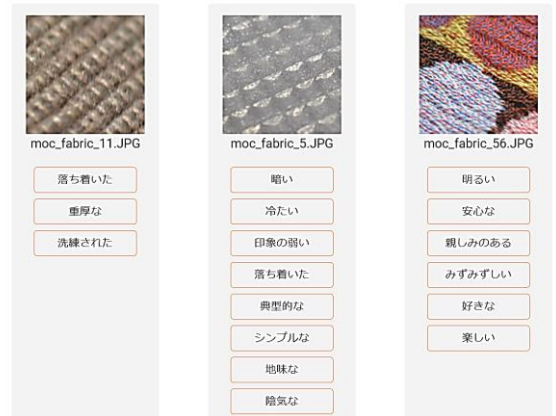 moc_fabric_11.JPG
落ち着いた
重厚な
洗練された
moc_fabric_5.JPG
暗い
冷たい
印象の弱い
落ち着いた
典型的な
シンプルな
地味な
陰気な
moc_fabric_56.JPG
明るい
安心な
親しみのある
みずみずしい
好きな
楽しい